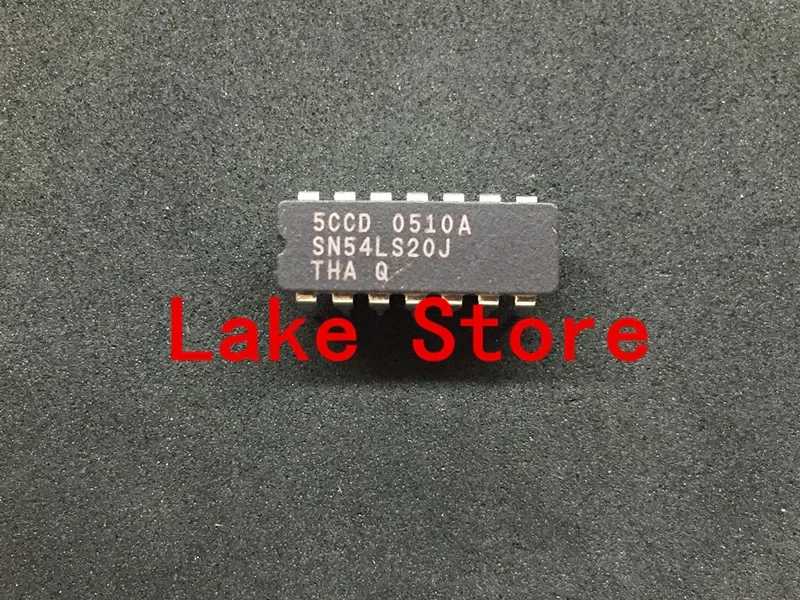 5CCD 0510A
SN54LS20J
THA Q
Lake Store